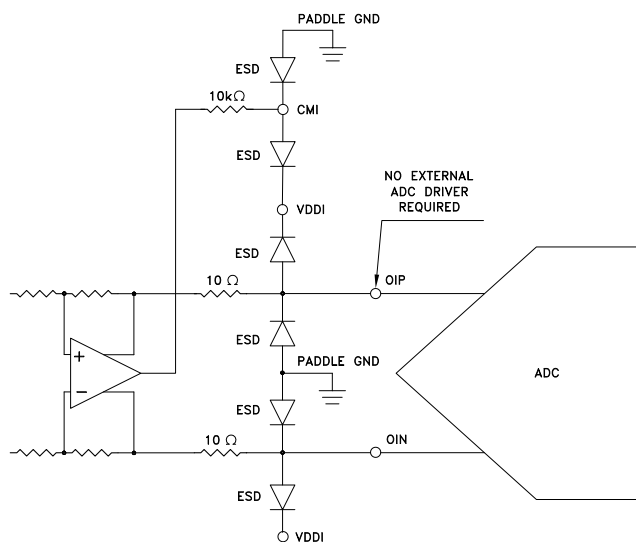 PADDLE GND
ESD
10kΩ
CMI
ESD
NO EXTERNAL
ADC DRIVER
REQUIRED
VDDI
ESD
10 Ω
OIP
+
ESD
PADDLE GND
ADC
−
ESD
10 Ω
OIN
ESD
VDDI